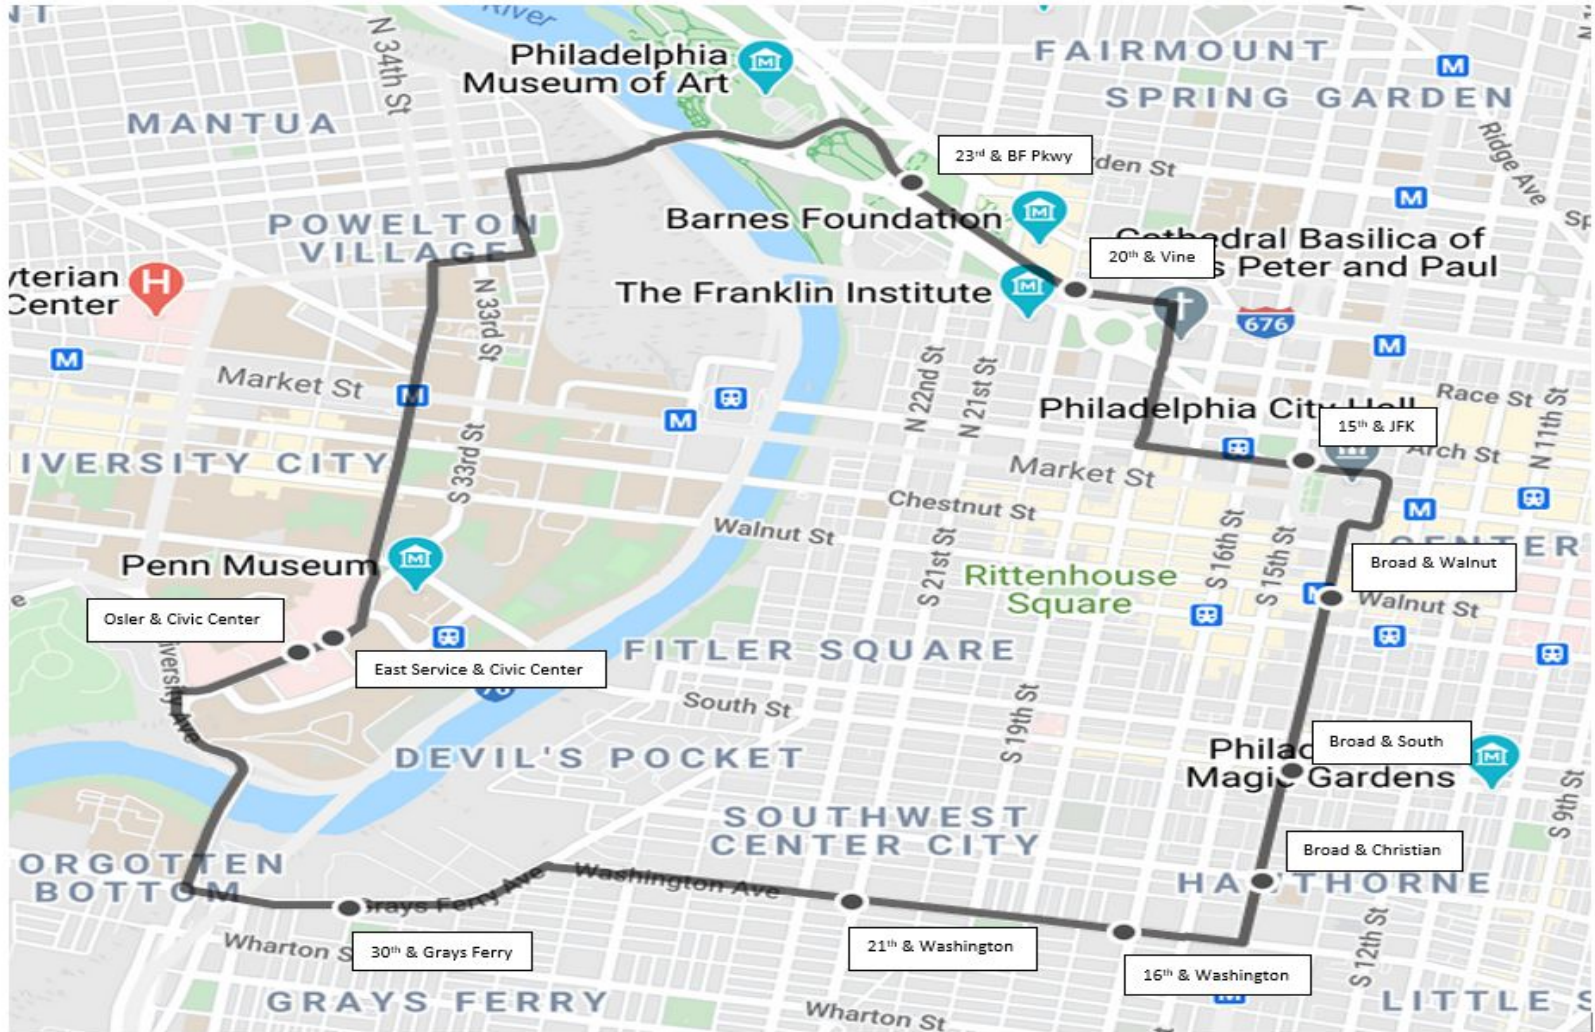 River
N 34th St
Philadelphia
Museum of Art
FAIRMOUNT
SPRING GARDEN
MANTUA
Ridge Ave
23rd & BF Pkwy
POWELTON
VILLAGE
Barnes Foundation
20th & Vine
Cathedral Basilica of
s Peter and Paul
yterian
Center
H
The Franklin Institute
676
N 33rd St
M
Market St
N 22nd St
N 21st St
Race St
Philadelphia City Hall
15th & JFK
Arch St
N 11th St
IVERSITY CITY
S 33rd St
Market St
Chestnut St
Walnut St
CENTER
S 16th St
S 15th St
S 21st St
Broad & Walnut
Penn Museum
Rittenhouse
Square
Walnut St
Osler & Civic Center
East Service & Civic Center
FITLER SQUARE
iversity Ave
South St
S 19th St
DEVIL'S POCKET
Broad & South
Philad
Magic Gardens
S 9th St
SOUTHWEST
CENTER CITY
Broad & Christian
ORGOTTEN
BOTTOM
Grays Ferry Ave
Washington Ave
HAWTHORNE
Wharton S
30th & Grays Ferry
21th & Washington
16th & Washington
S 12th St
GRAYS FERRY
Wharton St
LITTLE S